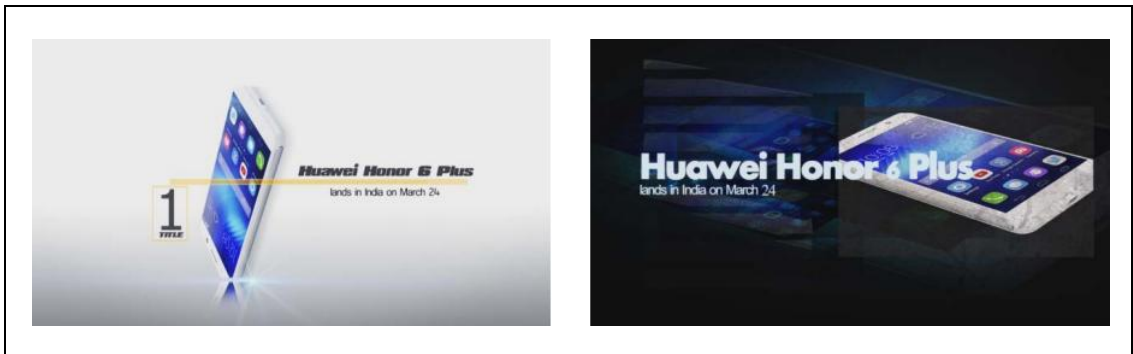 Huawei Honor 6 Plus
lands in India on March 24
1
TITLE
Huawei Honor 6 Plus
lands in India on March 24